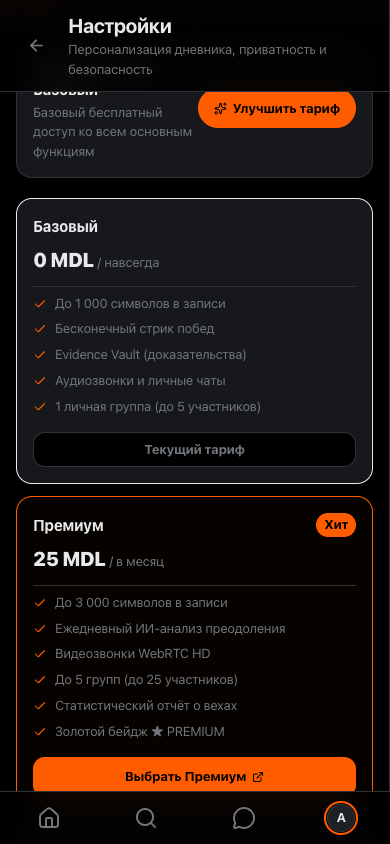 Настройки
Персонализация дневника, приватность и
безопасность
Базовый
Базовый бесплатный
доступ ко всем основным
функциям
Улучшить тариф
Базовый
0 MDL / навсегда
До 1 000 символов в записи
Бесконечный стрик побед
Evidence Vault (доказательства)
Аудиозвонки и личные чаты
1 личная группа (до 5 участников)
Текущий тариф
Премиум
Хит
25 MDL / в месяц
До 3 000 символов в записи
Ежедневный ИИ-анализ преодоления
Видеозвонки WebRTC HD
До 5 групп (до 25 участников)
Статистический отчёт о вехах
Золотой бейдж ★ PREMIUM
Выбрать Премиум
A